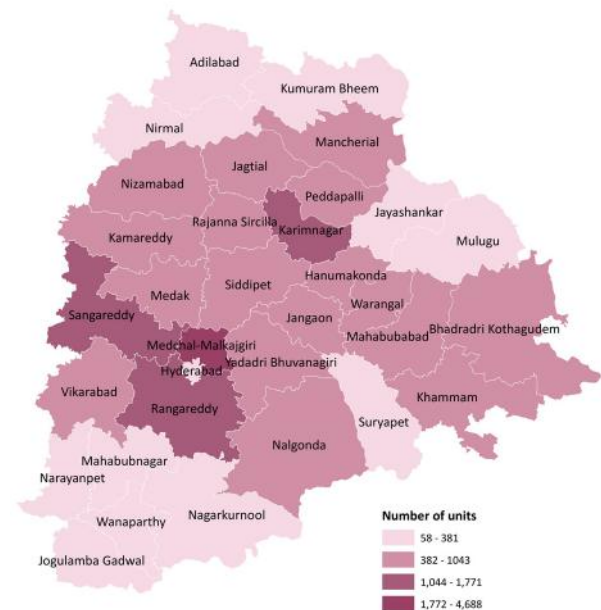 Adilabad
Kumuram Bheem
Nirmal
Mancherial
Jagtial
Nizamabad
Peddapalli
Jayashankar
Rajanna Sircilla
Karimnagar
Kamareddy
Mulugu
Hanumakonda
Siddipet
Medak
Warangal
Sangareddy
Jangaon
Bhadradri Kothagudem
Mahabubabad
Medchal-Malkajgiri
Yadadri Bhuvanagiri
Hyderabad
Vikarabad
Khammam
Rangareddy
Suryapet
Nalgonda
Mahabubnagar
Narayanpet
Nagarkurnool
Wanaparthy
Jogulamba Gadwal
Number of units
58 - 381
382 - 1043
1,044 - 1,771
1,772 - 4,688